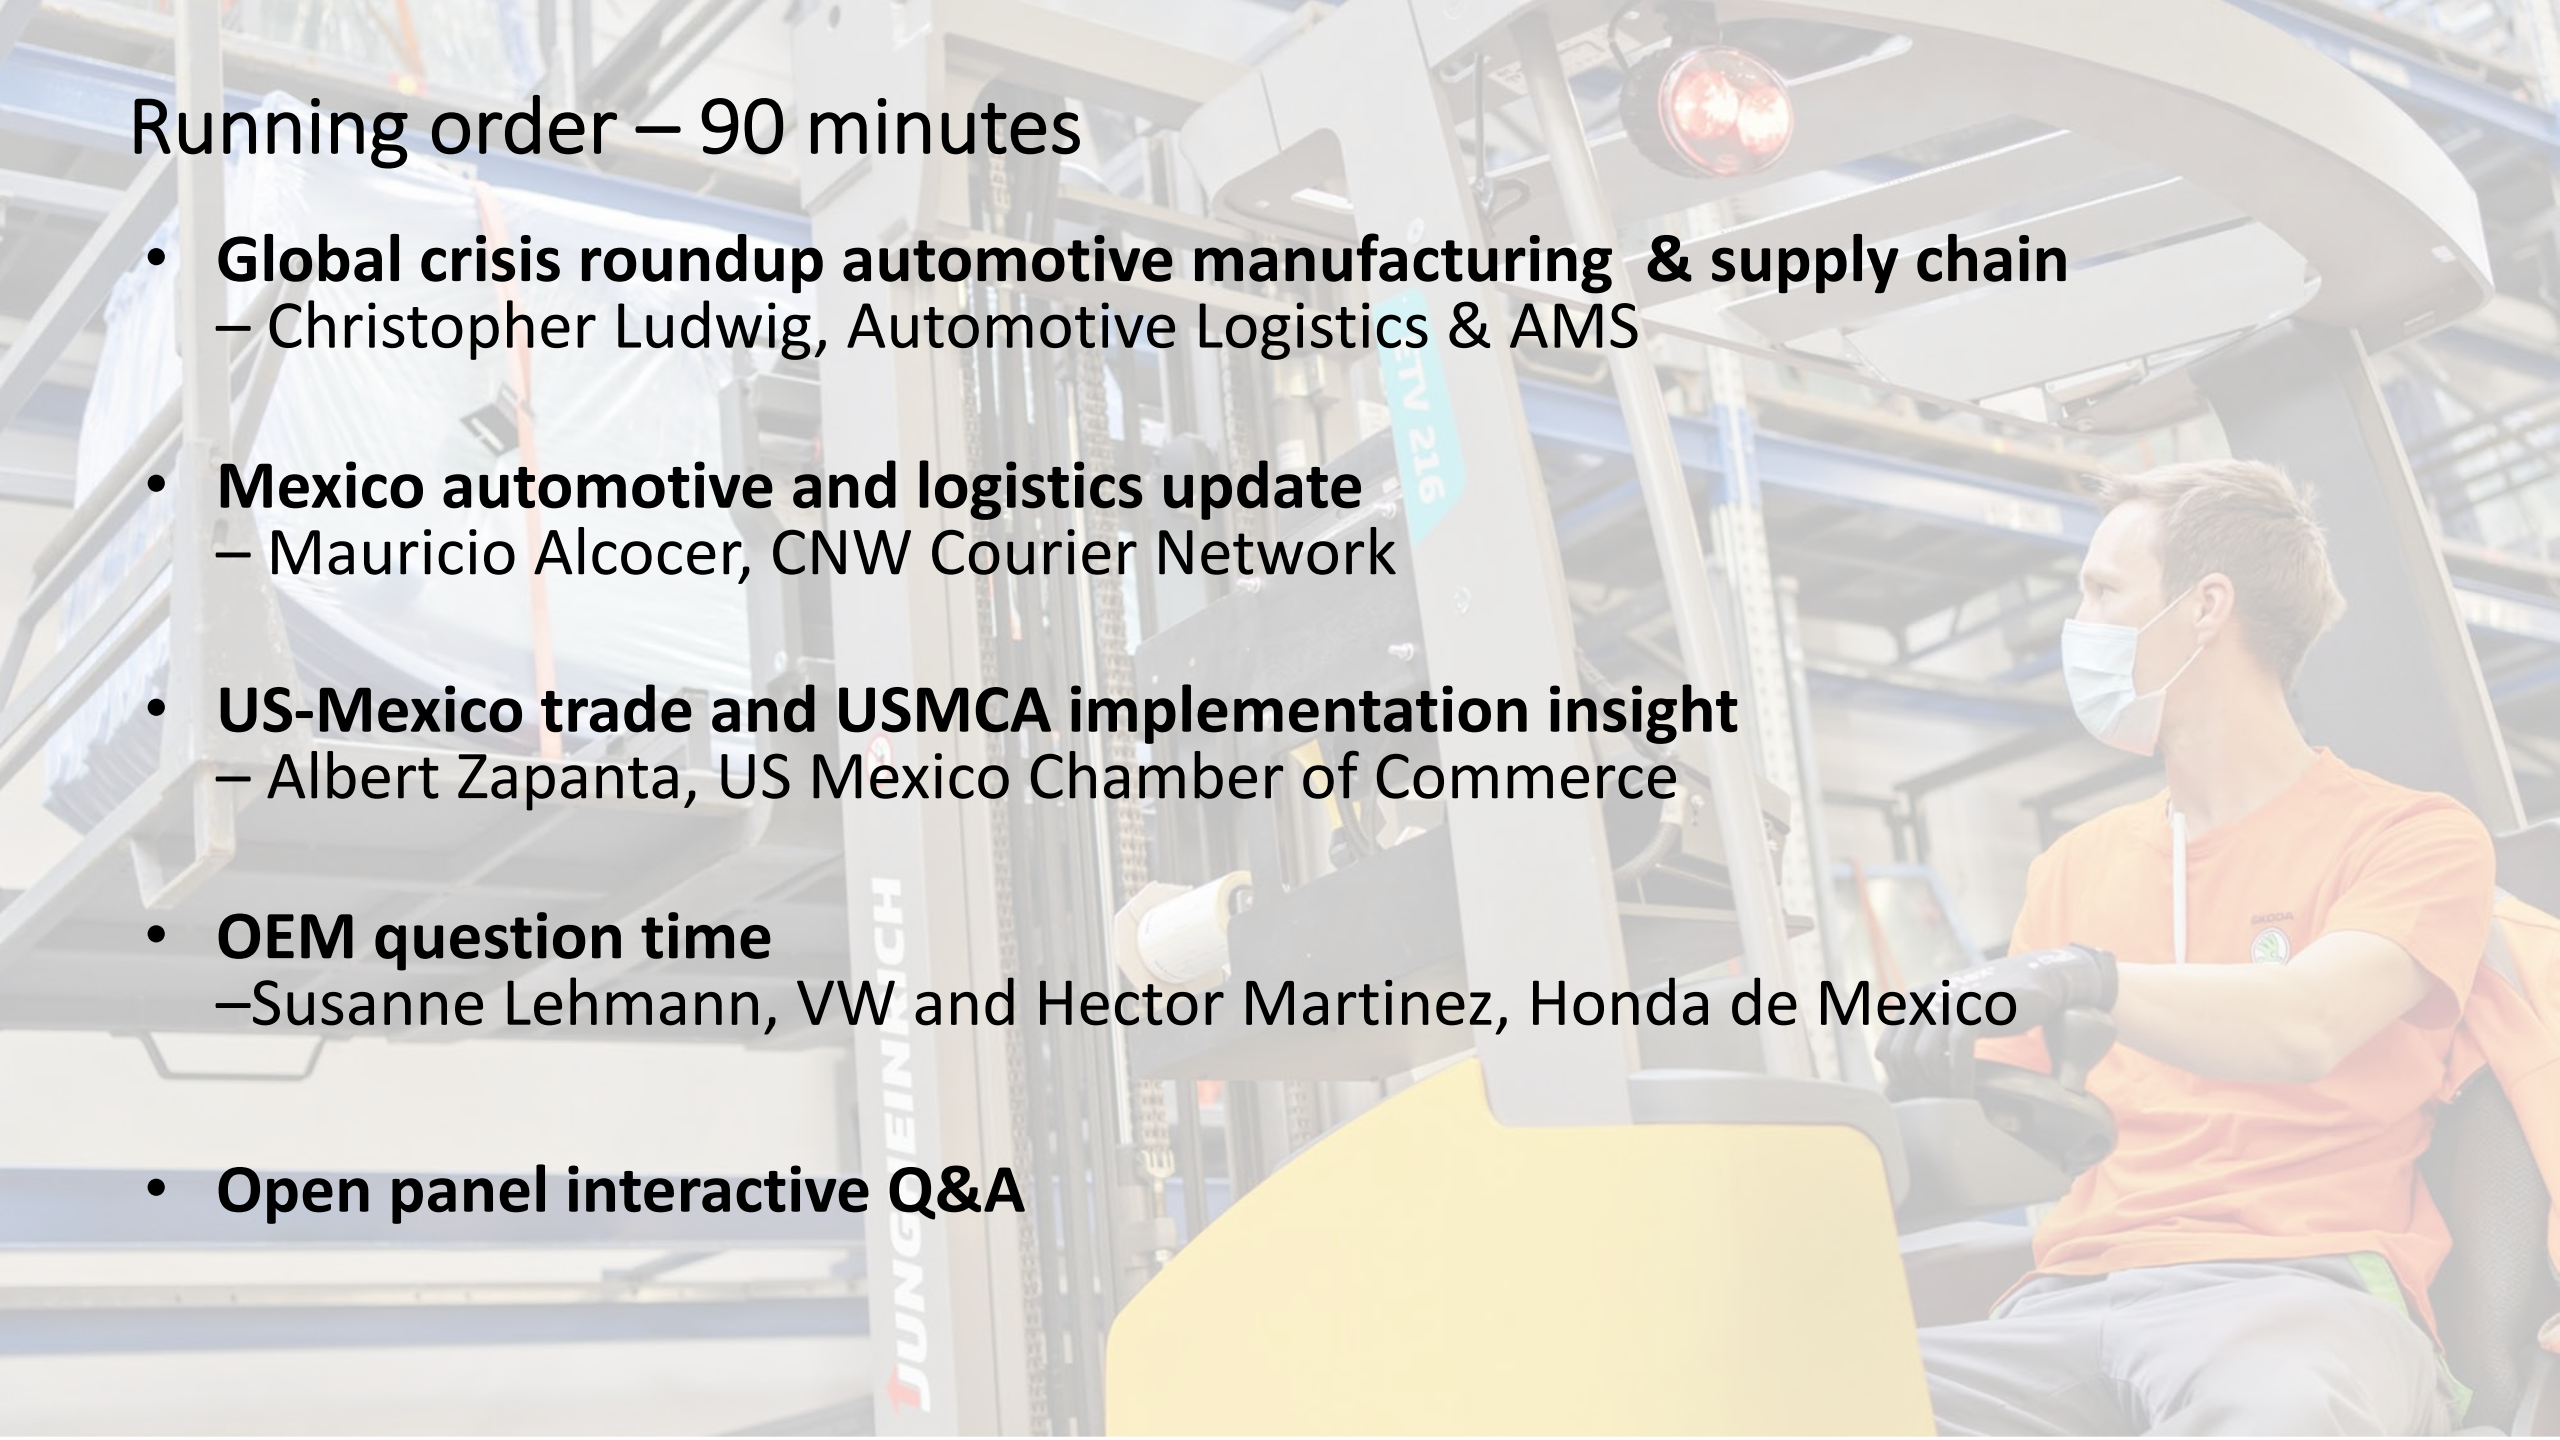 Running order – 90 minutes
• Global crisis roundup automotive manufacturing  & supply chain
– Christopher Ludwig, Automotive Logistics & AMS
• Mexico automotive and logistics update
– Mauricio Alcocer, CNW Courier Network
• US-Mexico trade and USMCA implementation insight
– Albert Zapanta, US Mexico Chamber of Commerce
• OEM question time
–Susanne Lehmann, VW and Hector Martinez, Honda de Mexico
• Open panel interactive Q&A
ETV 216
JUNGHEINRICH
ŠKODA